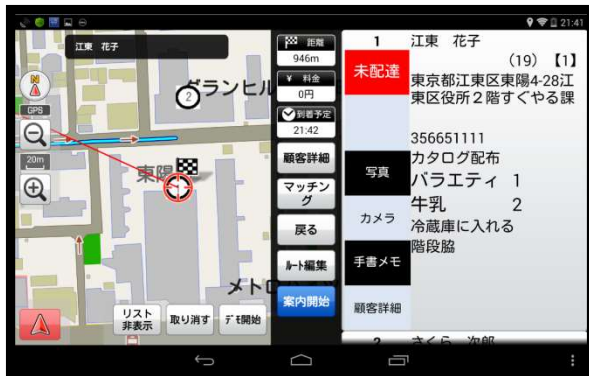 21:41
江東 花子
N
GPS
20m
2
グランヒル
東陽
メトロ
リスト
非表示
取り消す
デモ開始
距離
946m
¥ 料金
0円
到着予定
21:42
顧客詳細
マッチン
グ
戻る
ルート編集
案内開始
1
江東 花子
未配達
(19) 【1】
東京都江東区東陽4-28江
東区役所2階すぐやる課
356651111
カタログ配布
写真
バラエティ 1
牛乳 2
カメラ
冷蔵庫に入れる
階段脇
手書メモ
顧客詳細
2
さくら 次郎